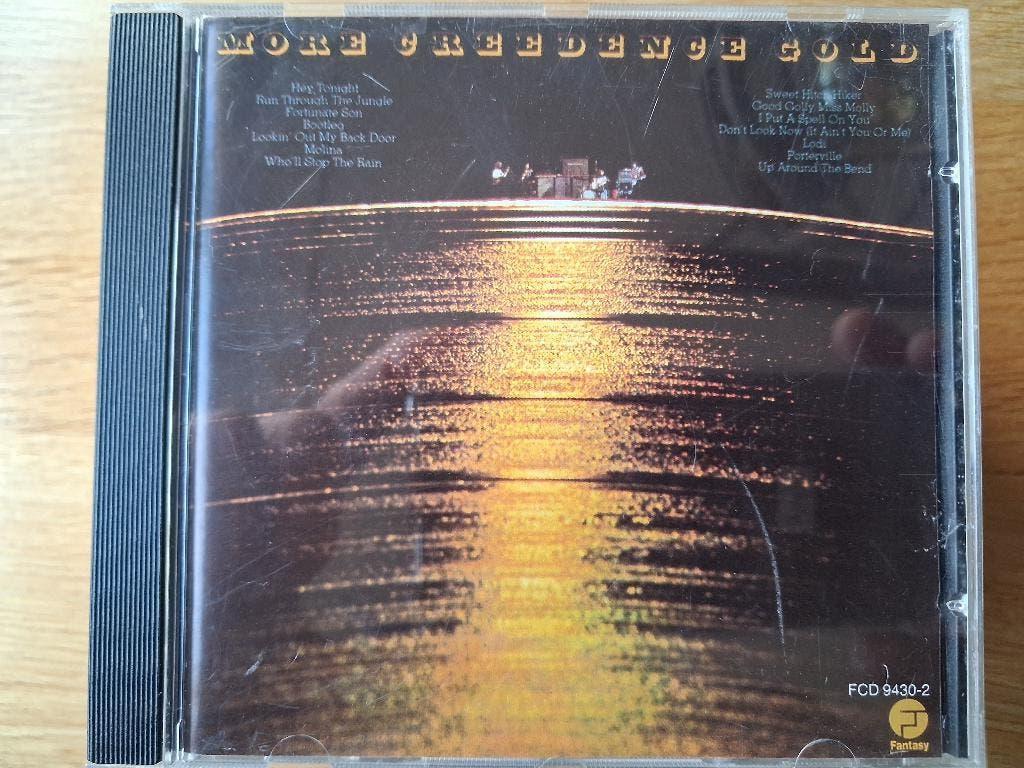 MORE CREEDENCE GOLD
Hey Tonight
Run Through The Jungle
Fortunate Son
Bootleg
Lookin' Out My Back Door
Molina
Who'll Stop The Rain
Sweet Hitch-Hiker
Good Golly Miss Molly
I Put A Spell On You
Don't Look Now (It Ain't You Or Me)
Lodi
Porterville
Up Around The Bend
FCD 9430-2
Fantasy